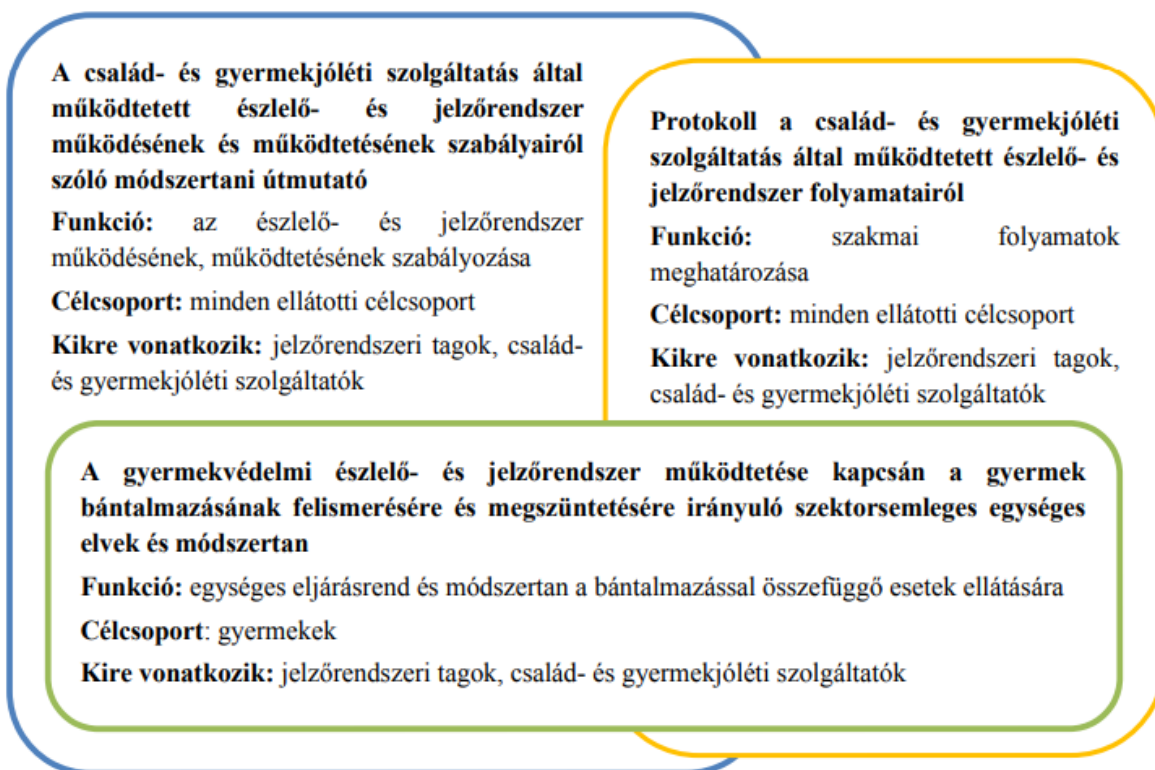 A család- és gyermekjóléti szolgáltatás által
működtetett észlelő- és jelzőrendszer
működésének és működtetésének szabályairól
szóló módszertani útmutató
Funkció: az észlelő- és jelzőrendszer
működésének, működtetésének szabályozása
Célcsoport: minden ellátotti célcsoport
Kikre vonatkozik: jelzőrendszeri tagok, család-
és gyermekjóléti szolgáltatók
Protokoll a család- és gyermekjóléti
szolgáltatás által működtetett észlelő- és
jelzőrendszer folyamatairól
Funkció: szakmai folyamatok
meghatározása
Célcsoport: minden ellátotti célcsoport
Kikre vonatkozik: jelzőrendszeri tagok,
család- és gyermekjóléti szolgáltatók
A gyermekvédelmi észlelő- és jelzőrendszer működtetése kapcsán a gyermek
bántalmazásának felismerésére és megszüntetésére irányuló szektorsemleges egységes
elvek és módszertan
Funkció: egységes eljárásrend és módszertan a bántalmazással összefüggő esetek ellátására
Célcsoport: gyermekek
Kire vonatkozik: jelzőrendszeri tagok, család- és gyermekjóléti szolgáltatók